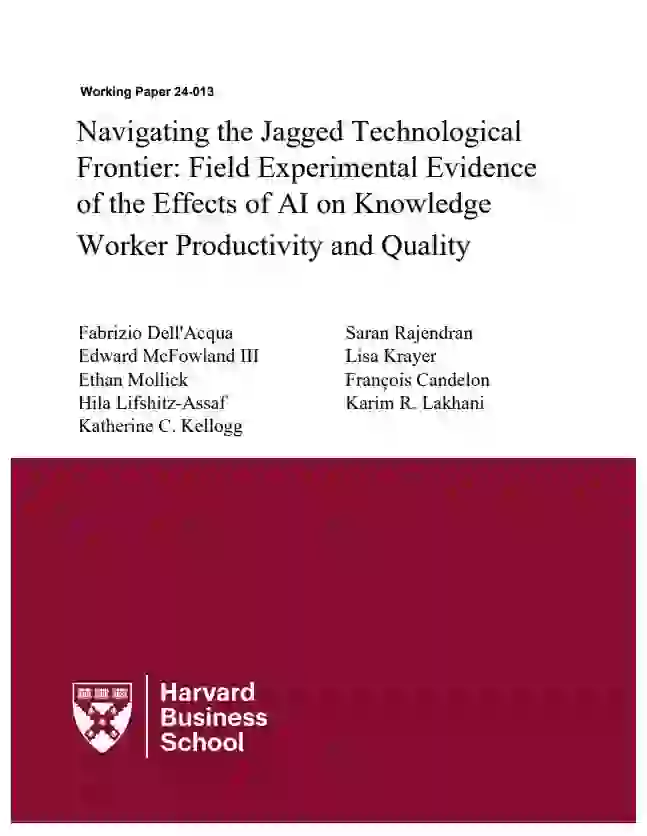 Working Paper 24-013
Navigating the Jagged Technological
Frontier: Field Experimental Evidence
of the Effects of AI on Knowledge
Worker Productivity and Quality
Fabrizio Dell'Acqua
Edward McFowland III
Ethan Mollick
Hila Lifshitz-Assaf
Katherine C. Kellogg
Saran Rajendran
Lisa Krayer
François Candelon
Karim R. Lakhani
Harvard
Business
School